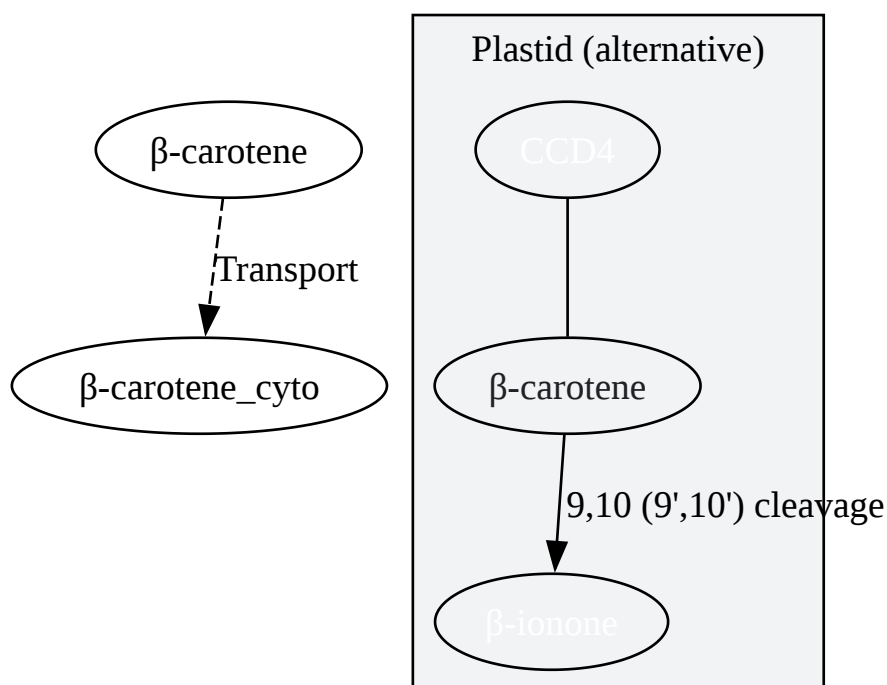 Plastid (alternative)
β-carotene
CCD4
Transport
β-carotene_cyto
β-carotene
9,10 (9',10') cleavage
β-ionone